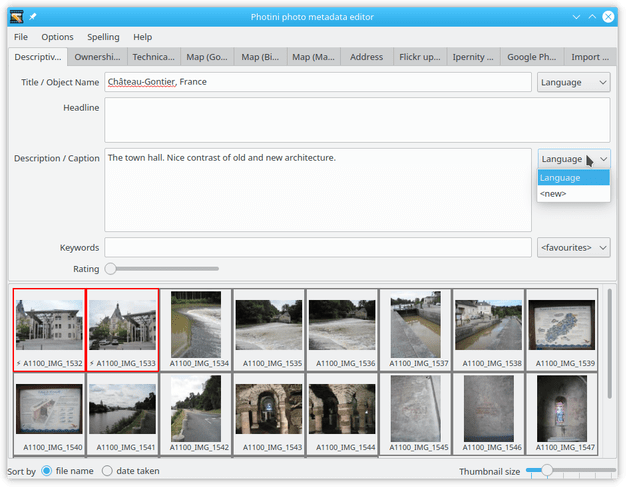 Photini photo metadata editor
File Options Spelling Help
Descriptiv... Ownershi... Technica... Map (Go... Map (Bi... Map (Ma... Address Flickr up... Ipernity ... Google Ph... Import ...
Title / Object Name Château-Gontier, France Language
Headline
Description / Caption The town hall. Nice contrast of old and new architecture. Language
Language
<new>
Keywords <favourites>
Rating
⚡ A1100_IMG_1532 ⚡ A1100_IMG_1533 A1100_IMG_1534 A1100_IMG_1535 A1100_IMG_1536 A1100_IMG_1537 A1100_IMG_1538 A1100_IMG_1539
A1100_IMG_1540 A1100_IMG_1541 A1100_IMG_1542 A1100_IMG_1543 A1100_IMG_1544 A1100_IMG_1545 A1100_IMG_1546 A1100_IMG_1547
Sort by file name date taken Thumbnail size